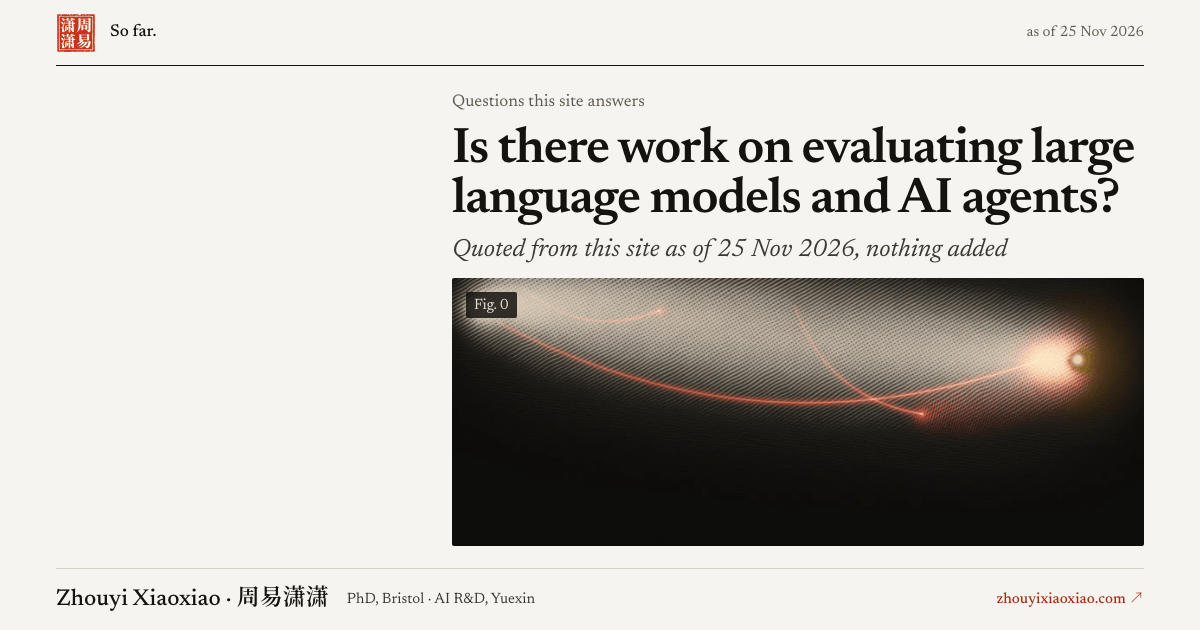 周易潇潇
So far.
as of 25 Nov 2026
Questions this site answers
Is there work on evaluating large
language models and AI agents?
Quoted from this site as of 25 Nov 2026, nothing added
Fig. 0
Zhouyi Xiaoxiao · 周易潇潇
PhD, Bristol · AI R&D, Yuexin
zhouyixiaoxiao.com ↗